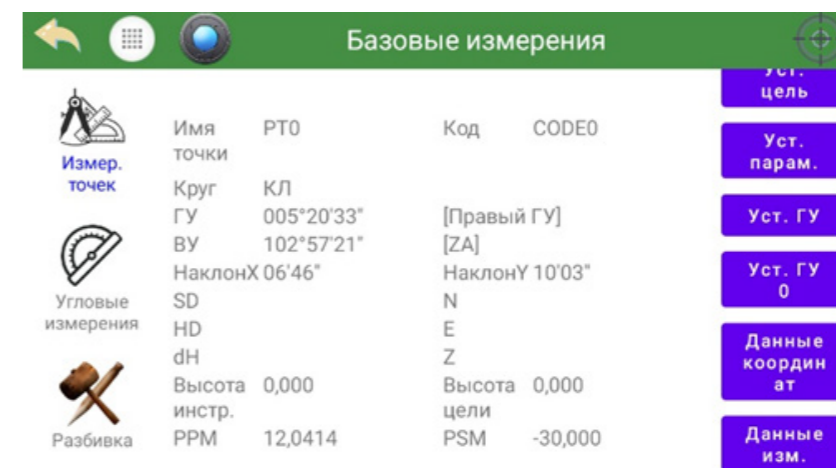 Базовые измерения
Измер.
точек
Угловые
измерения
Разбивка
Имя точки PT0 Код CODE0
Круг КЛ
ГУ 005°20'33" [Правый ГУ]
ВУ 102°57'21" [ZA]
НаклонX 06'46" НаклонY 10'03"
SD N
HD E
dH Z
Высота инстр. 0,000 Высота цели 0,000
PPM 12,0414 PSM -30,000
Уст.
цель
Уст.
парам.
Уст. ГУ
Уст. ГУ
0
Данные
координ
ат
Данные
изм.